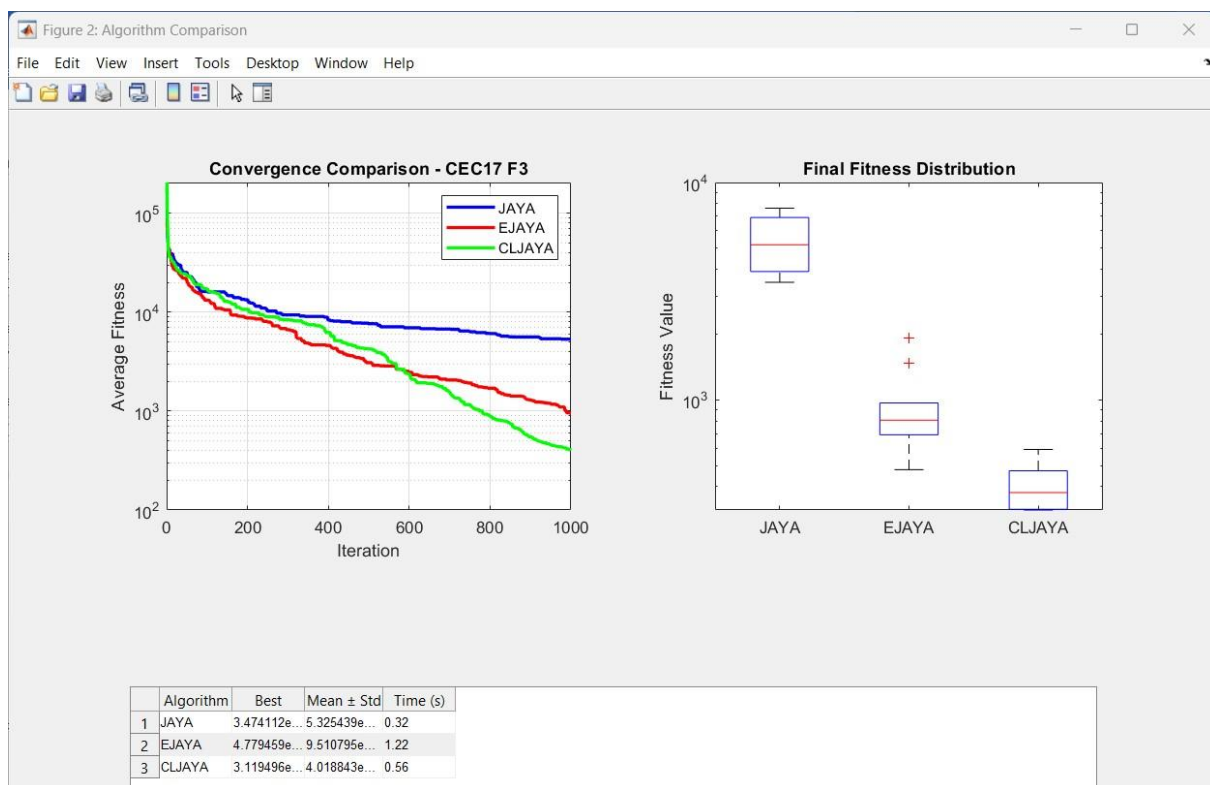 Figure 2: Algorithm Comparison
File Edit View Insert Tools Desktop Window Help
Convergence Comparison - CEC17 F3
JAYA
EJAYA
CLJAYA
10^5
10^4
10^3
10^2
Average Fitness
0 200 400 600 800 1000
Iteration
Final Fitness Distribution
10^4
10^3
Fitness Value
JAYA EJAYA CLJAYA
Algorithm Best Mean ± Std Time (s)
1 JAYA 3.474112e... 5.325439e... 0.32
2 EJAYA 4.779459e... 9.510795e... 1.22
3 CLJAYA 3.119496e... 4.018843e... 0.56